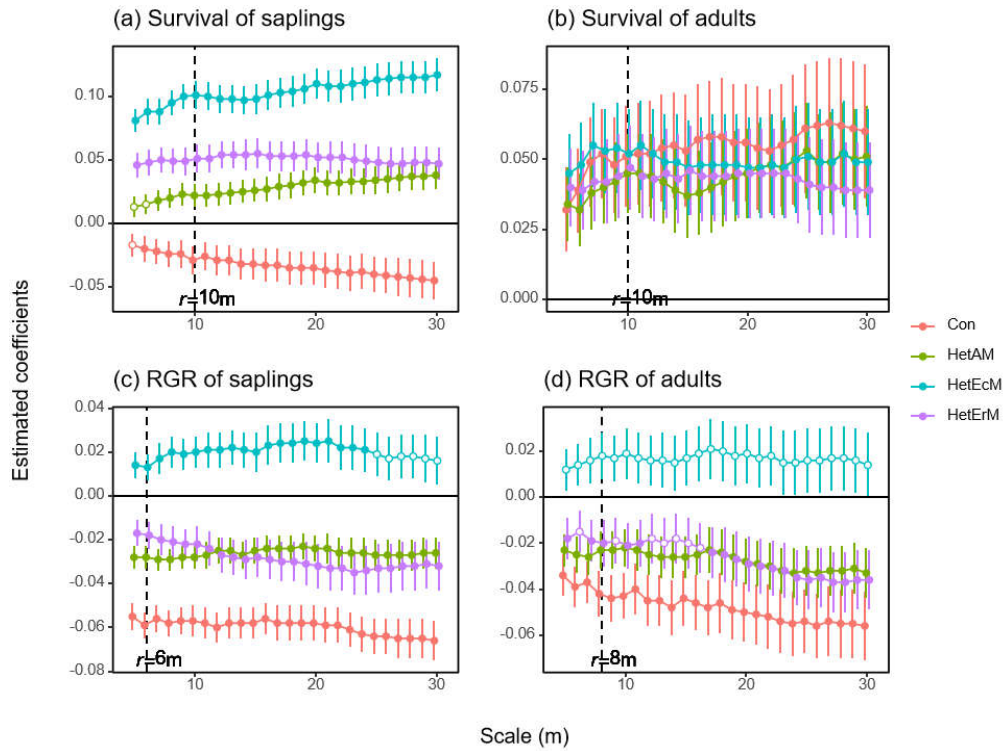 (a) Survival of saplings
(b) Survival of adults
0.10
0.05
0.00
-0.05
r=10m
10
20
30
0.075
0.050
0.025
0.000
r=10m
10
20
30
Estimated coefficients
Con
HetAM
HetEcM
HetErM
(c) RGR of saplings
(d) RGR of adults
0.04
0.02
0.00
-0.02
-0.04
-0.06
-0.08
r=6m
10
20
30
0.02
0.00
-0.02
-0.04
-0.06
r=8m
10
20
30
Scale (m)